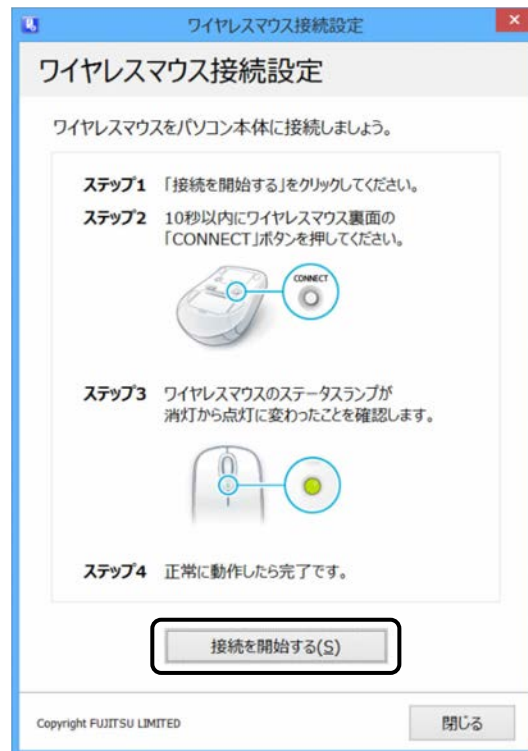 ワイヤレスマウス接続設定
ワイヤレスマウス接続設定
ワイヤレスマウスをパソコン本体に接続しましょう。
ステップ1 「接続を開始する」をクリックしてください。
ステップ2 10秒以内にワイヤレスマウス裏面の
「CONNECT」ボタンを押してください。
CONNECT
ステップ3 ワイヤレスマウスのステータスランプが
消灯から点灯に変わったことを確認します。
ステップ4 正常に動作したら完了です。
接続を開始する(S)
Copyright FUJITSU LIMITED
閉じる